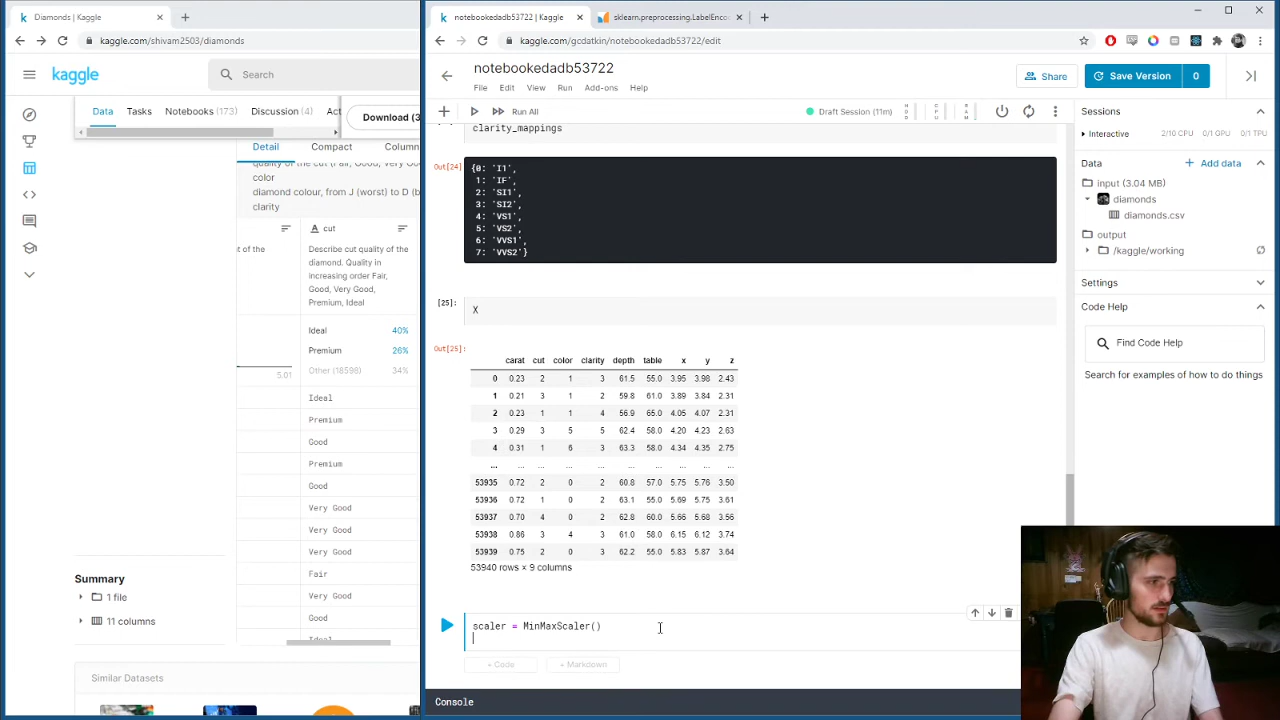 Diamonds | Kaggle
kaggle.com/shivam2503/diamonds
kaggle
Search
Data
Tasks
Notebooks (173)
Discussion (4)
Download (3
Detail
Compact
Column
color
diamond colour, from J (worst) to D (b
clarity
of the
cut
Describe cut quality of the
diamond. Quality in
increasing order Fair,
Good, Very Good,
Premium, Ideal
Ideal 40%
Premium 26%
Other (18598) 34%
5.01
Ideal
Premium
Good
Premium
Good
Very Good
Very Good
Very Good
Fair
Very Good
Good
Ideal
Summary
1 file
11 columns
Similar Datasets
notebookedadb53722 | Kaggle
sklearn.preprocessing.LabelEnco
kaggle.com/gcdatkin/notebookedadb53722/edit
notebookedadb53722
File Edit View Run Add-ons Help
Share
Save Version 0
Run All
Draft Session (11m)
clarity_mappings
Out[24]
{0: 'I1',
1: 'IF',
2: 'SI1',
3: 'SI2',
4: 'VS1',
5: 'VS2',
6: 'VVS1',
7: 'VVS2'}
[25]:
X
Out[25]:
carat cut color clarity depth table x y z
0 0.23 2 1 3 61.5 55.0 3.95 3.98 2.43
1 0.21 3 1 2 59.8 61.0 3.89 3.84 2.31
2 0.23 1 1 4 56.9 65.0 4.05 4.07 2.31
3 0.29 3 5 5 62.4 58.0 4.20 4.23 2.63
4 0.31 1 6 3 63.3 58.0 4.34 4.35 2.75
... ... ... ... ... ... ... ... ... ...
53935 0.72 2 0 2 60.8 57.0 5.75 5.76 3.50
53936 0.72 1 0 2 63.1 55.0 5.69 5.75 3.61
53937 0.70 4 0 2 62.8 60.0 5.66 5.68 3.56
53938 0.86 3 4 3 61.0 58.0 6.15 6.12 3.74
53939 0.75 2 0 3 62.2 55.0 5.83 5.87 3.64
53940 rows × 9 columns
scaler = MinMaxScaler()
+ Code
+ Markdown
Console
Sessions
Interactive
2/10 CPU 0/1 GPU 0/1 TPU
Data
+ Add data
input (3.04 MB)
diamonds
diamonds.csv
output
/kaggle/working
Settings
Code Help
Find Code Help
Search for examples of how to do things